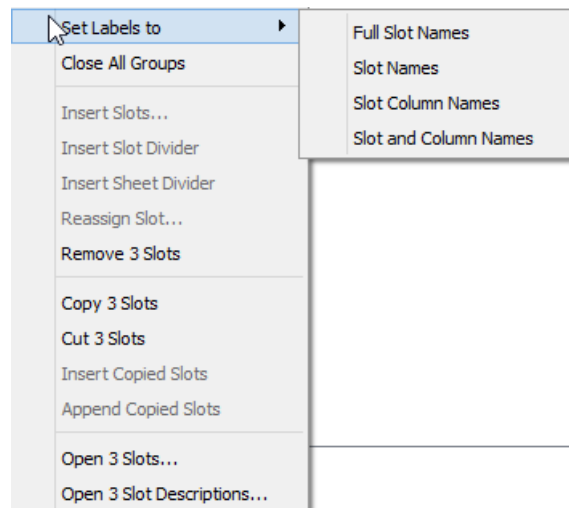 Set Labels to
Close All Groups
Insert Slots...
Insert Slot Divider
Insert Sheet Divider
Reassign Slot...
Remove 3 Slots
Copy 3 Slots
Cut 3 Slots
Insert Copied Slots
Append Copied Slots
Open 3 Slots...
Open 3 Slot Descriptions...
Full Slot Names
Slot Names
Slot Column Names
Slot and Column Names